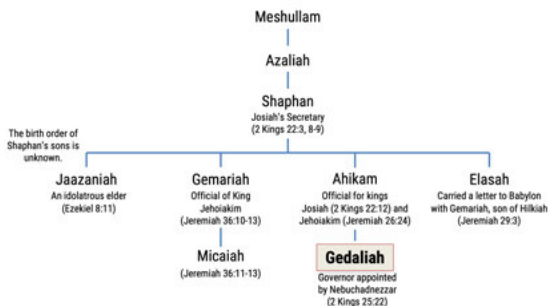 Meshullam
Azaliah
Shaphan
Josiah's Secretary
(2 Kings 22:3, 8-9)
The birth order of
Shaphan's sons is
unknown.
Jaazaniah
An idolatrous elder
(Ezekiel 8:11)
Gemariah
Official of King
Jehoiakim
(Jeremiah 36:10-13)
Micaiah
(Jeremiah 36:11-13)
Ahikam
Official for kings
Josiah (2 Kings 22:12) and
Jehoiakim (Jeremiah 26:24)
Gedaliah
Governor appointed
by Nebuchadnezzar
(2 Kings 25:22)
Elasah
Carried a letter to Babylon
with Gemariah, son of Hilkiah
(Jeremiah 29:3)